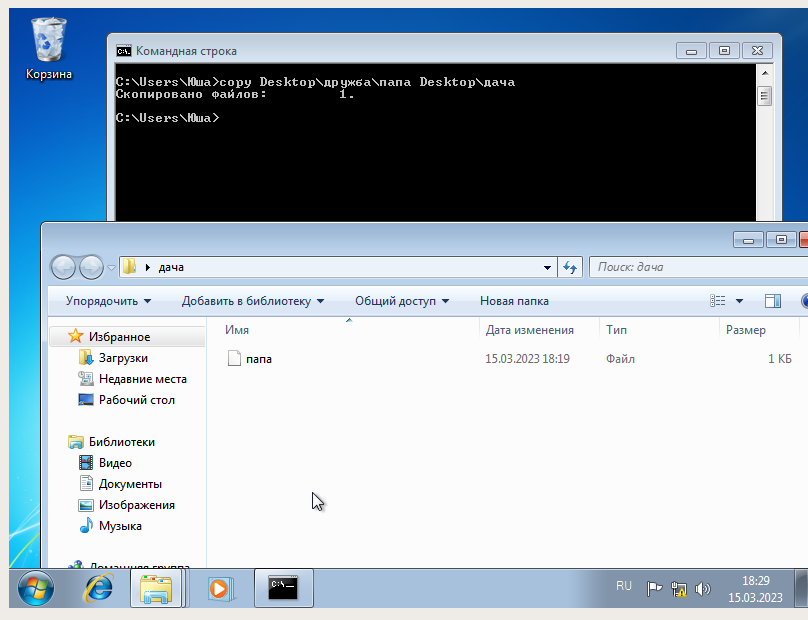 Корзина
Командная строка
C:\Users\Юша>copy Desktop\дружба\папа Desktop\дача
Скопировано файлов:         1.
C:\Users\Юша>
дача
Поиск: дача
Упорядочить
Добавить в библиотеку
Общий доступ
Новая папка
Избранное
Загрузки
Недавние места
Рабочий стол
Библиотеки
Видео
Документы
Изображения
Музыка
Домашняя группа
Имя
Дата изменения
Тип
Размер
папа
15.03.2023 18:19
Файл
1 КБ
C:\_
RU
18:29
15.03.2023